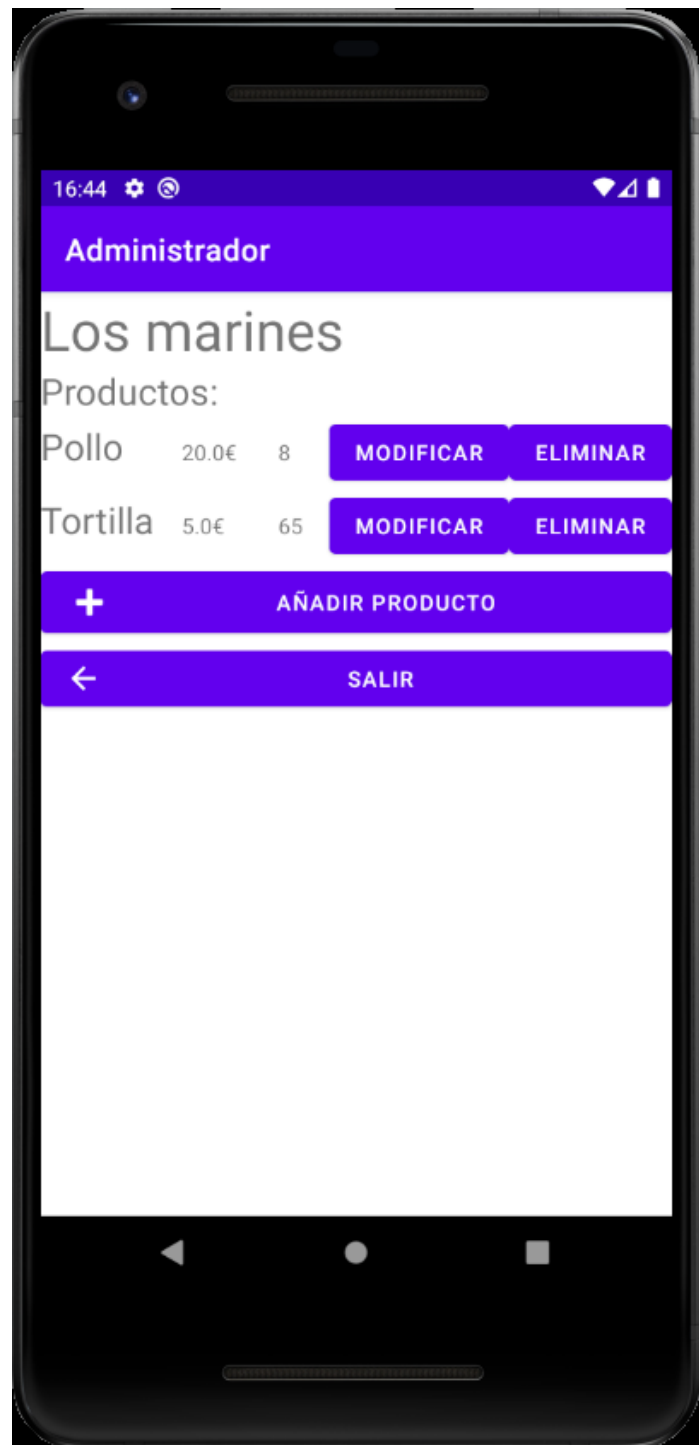 16:44
Administrador
Los marines
Productos:
Pollo 20.0€ 8 MODIFICAR ELIMINAR
Tortilla 5.0€ 65 MODIFICAR ELIMINAR
AÑADIR PRODUCTO
SALIR